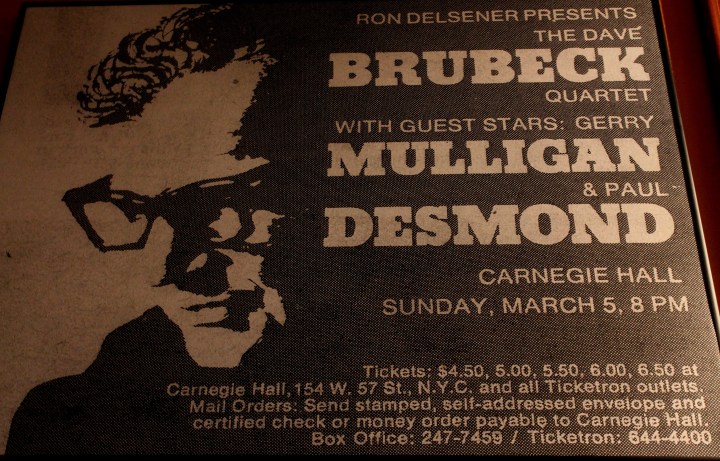 RON DELSENER PRESENTS
THE DAVE
BRUBECK
QUARTET
WITH GUEST STARS: GERRY
MULLIGAN
& PAUL
DESMOND
CARNEGIE HALL
SUNDAY, MARCH 5, 8 PM
Tickets: $4.50, 5.00, 5.50, 6.00, 6.50 at
Carnegie Hall, 154 W. 57 St., N.Y.C. and all Ticketron outlets.
Mail Orders: Send stamped, self-addressed envelope and
certified check or money order payable to Carnegie Hall.
Box Office: 247-7459 / Ticketron: 644-4400